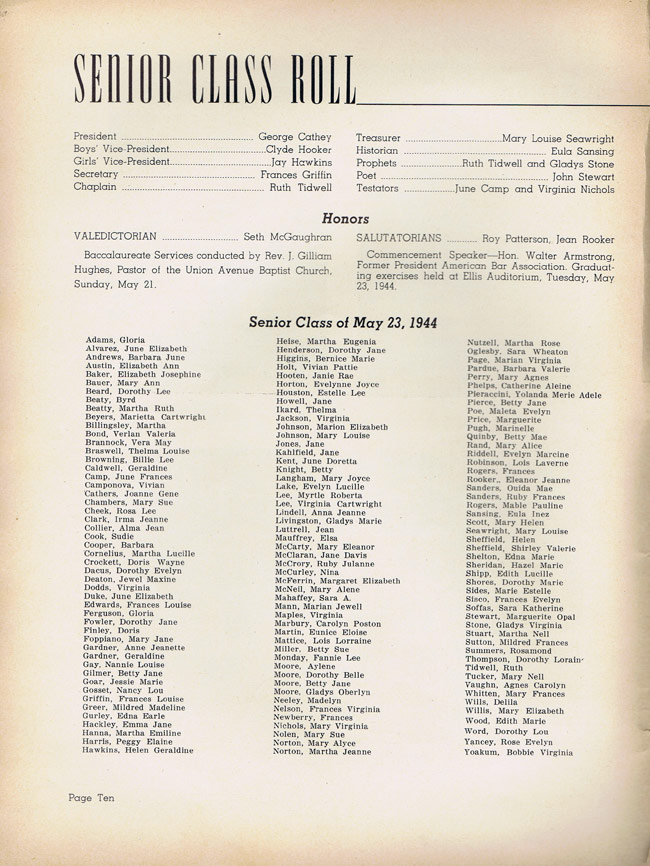 SENIOR CLASS ROLL
President ........ George Cathey
Boys' Vice-President........ Clyde Hooker
Girls' Vice-President........ Jay Hawkins
Secretary ........ Frances Griffin
Chaplain ........ Ruth Tidwell
Treasurer ........ Mary Louise Seawright
Historian ........ Eula Sansing
Prophets ........ Ruth Tidwell and Gladys Stone
Poet ........ John Stewart
Testators ........ June Camp and Virginia Nichols
Honors
VALEDICTORIAN ........ Seth McGaughran
Baccalaureate Services conducted by Rev. J. Gilliam
Hughes, Pastor of the Union Avenue Baptist Church,
Sunday, May 21.
SALUTATORIANS ........ Roy Patterson, Jean Rooker
Commencement Speaker—Hon. Walter Armstrong,
Former President American Bar Association. Graduat-
ing exercises held at Ellis Auditorium, Tuesday, May
23, 1944.
Senior Class of May 23, 1944
Adams, Gloria
Alvarez, June Elizabeth
Andrews, Barbara June
Austin, Elizabeth Ann
Baker, Elizabeth Josephine
Bauer, Mary Ann
Beard, Dorothy Lee
Beaty, Byrd
Beatty, Martha Ruth
Beyers, Marietta Cartwright
Billingsley, Martha
Bond, Verlan Valeria
Brannock, Vera May
Braswell, Thelma Louise
Browning, Billie Lee
Caldwell, Geraldine
Camp, June Frances
Camponova, Vivian
Cathers, Joanne Gene
Chambers, Mary Sue
Cheek, Rosa Lee
Clark, Irma Jeanne
Collier, Alma Jean
Cook, Sudie
Cooper, Barbara
Cornelius, Martha Lucille
Crockett, Doris Wayne
Dacus, Dorothy Evelyn
Deaton, Jewel Maxine
Dodds, Virginia
Duke, June Elizabeth
Edwards, Frances Louise
Ferguson, Gloria
Fowler, Dorothy Jane
Finley, Doris
Foppiano, Mary Jane
Gardner, Anne Jeanette
Gardner, Geraldine
Gay, Nannie Louise
Gilmer, Betty Jane
Goar, Jessie Marie
Gosset, Nancy Lou
Griffin, Frances Louise
Greer, Mildred Madeline
Gurley, Edna Earle
Hackley, Emma Jane
Hanna, Martha Emiline
Harris, Peggy Elaine
Hawkins, Helen Geraldine
Heise, Martha Eugenia
Henderson, Dorothy Jane
Higgins, Bernice Marie
Holt, Vivian Pattie
Hooten, Janie Rae
Horton, Evelynne Joyce
Houston, Estelle Lee
Howell, Jane
Ikard, Thelma
Jackson, Virginia
Johnson, Marion Elizabeth
Johnson, Mary Louise
Jones, Jane
Kahlfield, Jane
Kent, June Doretta
Knight, Betty
Langham, Mary Joyce
Lake, Evelyn Lucille
Lee, Myrtle Roberta
Lee, Virginia Cartwright
Lindell, Anna Jeanne
Livingston, Gladys Marie
Luttrell, Jean
Mauffrey, Elsa
McCarty, Mary Eleanor
McClaran, Jane Davis
McCrory, Ruby Julanne
McCurley, Nina
McFerrin, Margaret Elizabeth
McNeil, Mary Alene
Mahaffey, Sara A.
Mann, Marian Jewell
Maples, Virginia
Marbury, Carolyn Poston
Martin, Eunice Eloise
Mattice, Lois Lorraine
Miller, Betty Sue
Monday, Fannie Lee
Moore, Aylene
Moore, Dorothy Belle
Moore, Betty Jane
Moore, Gladys Oberlyn
Neeley, Madelyn
Nelson, Frances Virginia
Newberry, Frances
Nichols, Mary Virginia
Nolen, Mary Sue
Norton, Mary Alyce
Norton, Martha Jeanne
Nutzell, Martha Rose
Oglesby, Sara Wheaton
Page, Marian Virginia
Pardue, Barbara Valerie
Perry, Mary Agnes
Phelps, Catherine Aleine
Pieraccini, Yolanda Merie Adele
Pierce, Betty Jane
Poe, Maleta Evelyn
Price, Marguerite
Pugh, Marinelle
Quinby, Betty Mae
Rand, Mary Alice
Riddell, Evelyn Marcine
Robinson, Lois Laverne
Rogers, Frances
Rooker,, Eleanor Jeanne
Sanders, Ouida Mae
Sanders, Ruby Frances
Rogers, Mable Pauline
Sansing, Eula Inez
Scott, Mary Helen
Seawright, Mary Louise
Sheffield, Helen
Sheffield, Shirley Valerie
Shelton, Edna Marie
Sheridan, Hazel Marie
Shipp, Edith Lucille
Shores, Dorothy Marie
Sides, Marie Estelle
Sisco, Frances Evelyn
Soffas, Sara Katherine
Stewart, Marguerite Opal
Stone, Gladys Virginia
Stuart, Martha Nell
Sutton, Mildred Frances
Summers, Rosamond
Thompson, Dorothy Lorain
Tidwell, Ruth
Tucker, Mary Nell
Vaughn, Agnes Carolyn
Whitten, Mary Frances
Wills, Delila
Willis, Mary Elizabeth
Wood, Edith Marie
Word, Dorothy Lou
Yancey, Rose Evelyn
Yoakum, Bobbie Virginia
Page Ten